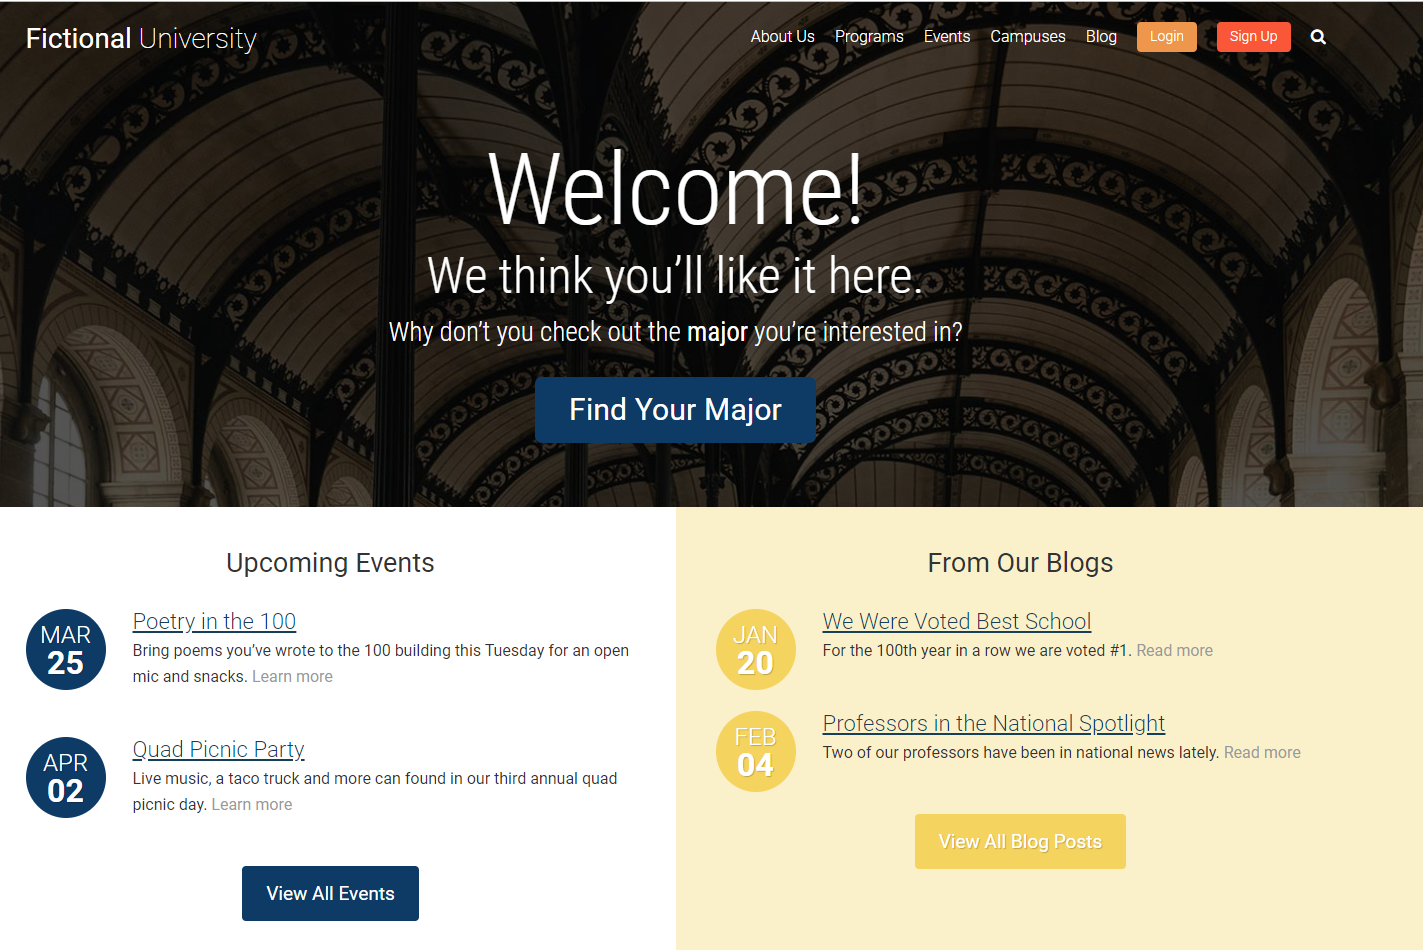 Fictional University
About Us Programs Events Campuses Blog Login Sign Up
Welcome!
We think you’ll like it here.
Why don’t you check out the major you’re interested in?
Find Your Major
Upcoming Events
MAR
25
Poetry in the 100
Bring poems you’ve wrote to the 100 building this Tuesday for an open
mic and snacks. Learn more
APR
02
Quad Picnic Party
Live music, a taco truck and more can found in our third annual quad
picnic day. Learn more
View All Events
From Our Blogs
JAN
20
We Were Voted Best School
For the 100th year in a row we are voted #1. Read more
FEB
04
Professors in the National Spotlight
Two of our professors have been in national news lately. Read more
View All Blog Posts